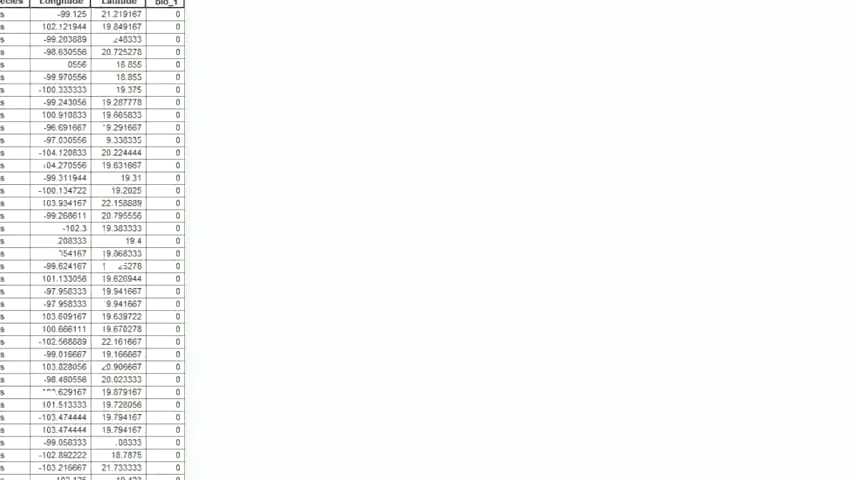 ecies Longitude Latitude bio_1
s -99.125 21.219167 0
s 102.121944 19.849167 0
s -99.203889 .248333 0
s -98.630556 20.725278 0
s 0556 18.855 0
s -99.970556 18.855 0
s -100.333333 19.375 0
s -99.243056 19.287778 0
s 100.910833 19.665833 0
s -96.691667 9.291667 0
s -97.030556 9.338335 0
s -104.120833 20.224444 0
s 04.270556 19.631667 0
s -99.311944 19.31 0
s -100.134722 19.2025 0
s 103.934167 22.158889 0
s -99.268611 20.795556 0
s -102.3 19.383333 0
s 208333 19.4 0
s 354167 19.868333 0
s -99.624167 1 25278 0
s 101.133056 19.626944 0
s -97.958333 19.941667 0
s -97.958333 9.941667 0
s 103.609167 19.639722 0
s 100.666111 19.670278 0
s -102.568889 22.161667 0
s -99.016667 19.166667 0
s 103.828056 20.906667 0
s -98.460556 20.023333 0
s .629167 19.879167 0
s 101.513333 19.728056 0
s -103.474444 19.794167 0
s 103.474444 19.794167 0
s -99.058333 .08333 0
s -102.892222 18.7875 0
s -103.216667 21.733333 0